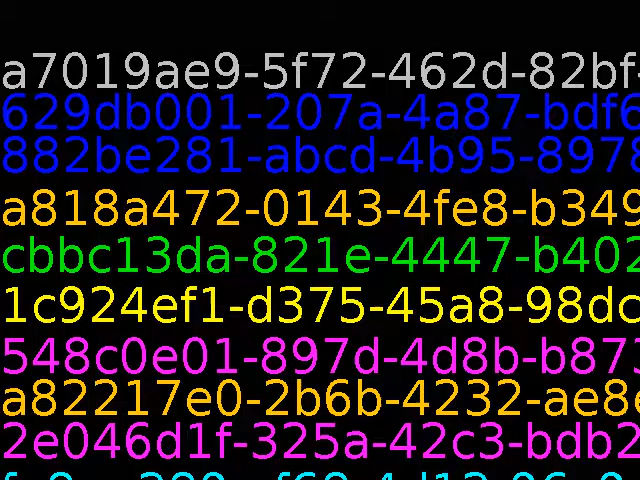 a7019ae9-5f72-462d-82bf-
629db001-207a-4a87-bdf6
882be281-abcd-4b95-8978
a818a472-0143-4fe8-b349
cbbc13da-821e-4447-b402
1c924ef1-d375-45a8-98dc
548c0e01-897d-4d8b-b873
a82217e0-2b6b-4232-ae8e
2e046d1f-325a-42c3-bdb2